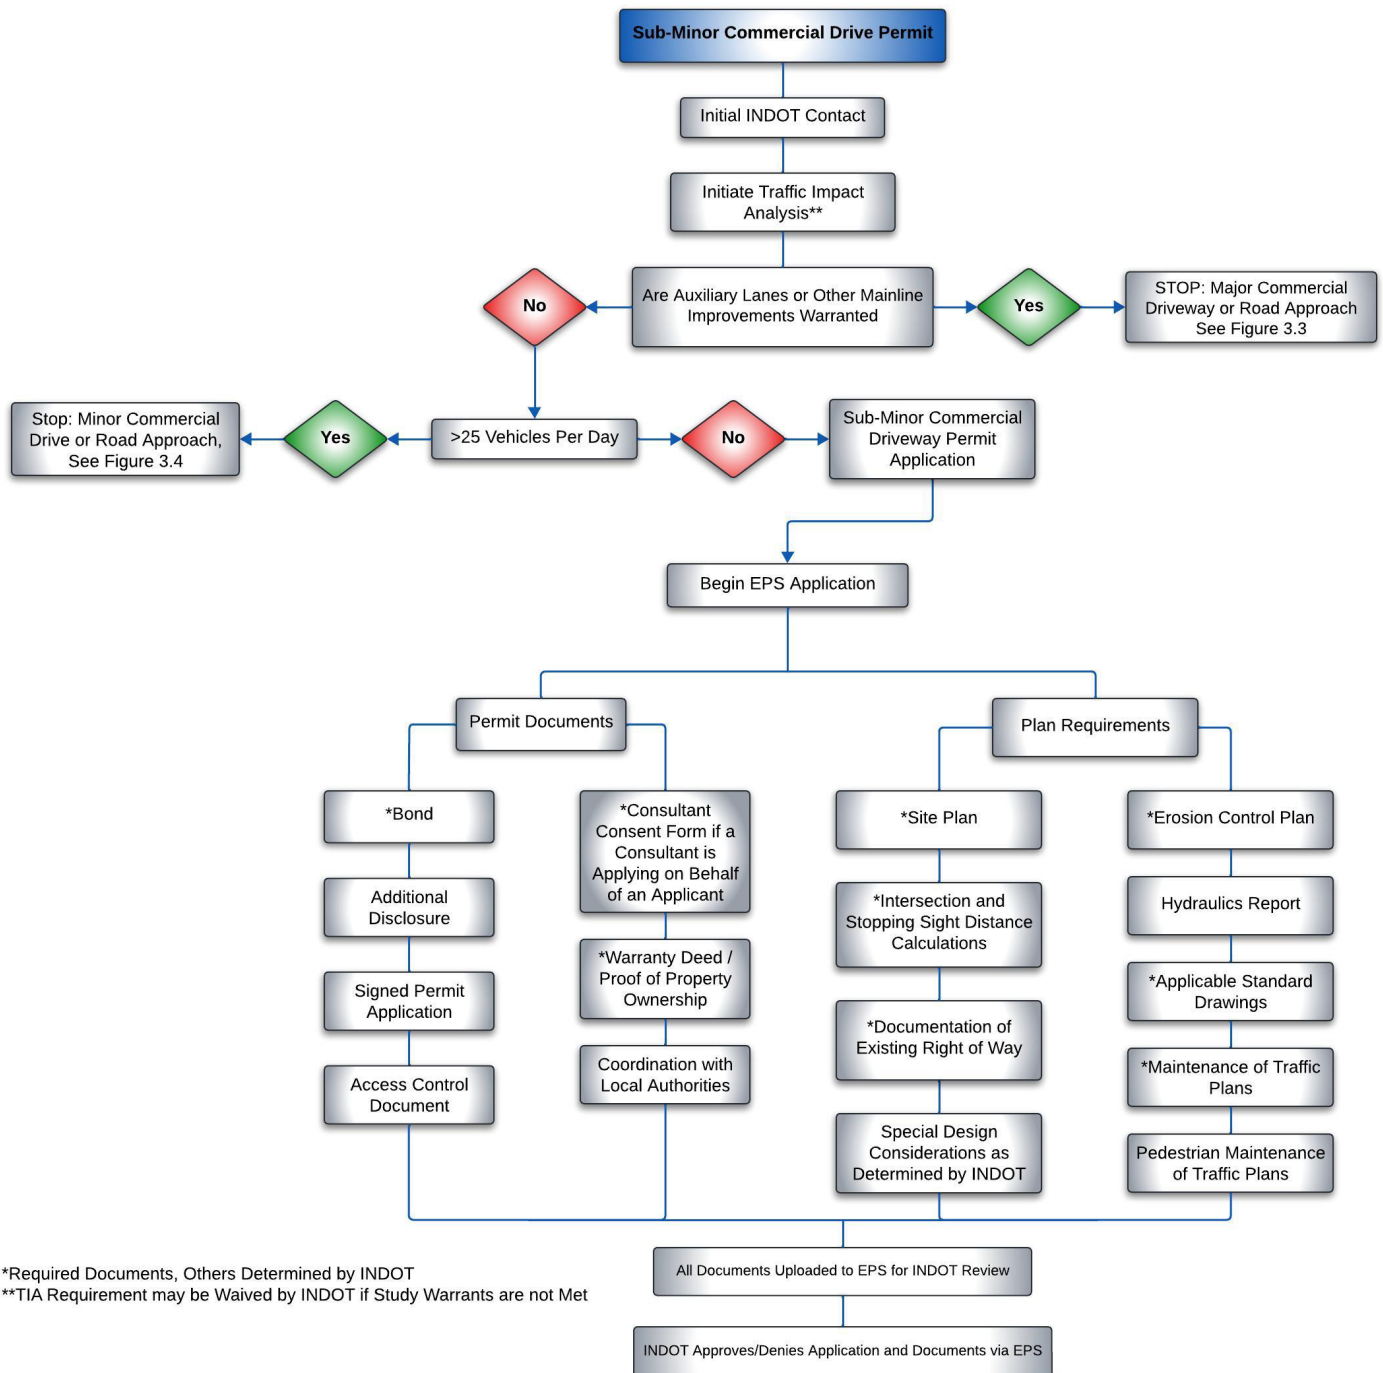 Sub-Minor Commercial Drive Permit
Initial INDOT Contact
Initiate Traffic Impact
Analysis**
No
Are Auxiliary Lanes or Other Mainline
Improvements Warranted
Yes
STOP: Major Commercial
Driveway or Road Approach
See Figure 3.3
Stop: Minor Commercial
Drive or Road Approach,
See Figure 3.4
Yes
>25 Vehicles Per Day
No
Sub-Minor Commercial
Driveway Permit
Application
Begin EPS Application
Permit Documents
Plan Requirements
*Bond
Additional
Disclosure
Signed Permit
Application
Access Control
Document
*Consultant
Consent Form if a
Consultant is
Applying on Behalf
of an Applicant
*Warranty Deed /
Proof of Property
Ownership
Coordination with
Local Authorities
*Site Plan
*Intersection and
Stopping Sight Distance
Calculations
*Documentation of
Existing Right of Way
Special Design
Considerations as
Determined by INDOT
*Erosion Control Plan
Hydraulics Report
*Applicable Standard
Drawings
*Maintenance of Traffic
Plans
Pedestrian Maintenance
of Traffic Plans
All Documents Uploaded to EPS for INDOT Review
INDOT Approves/Denies Application and Documents via EPS
*Required Documents, Others Determined by INDOT
**TIA Requirement may be Waived by INDOT if Study Warrants are not Met